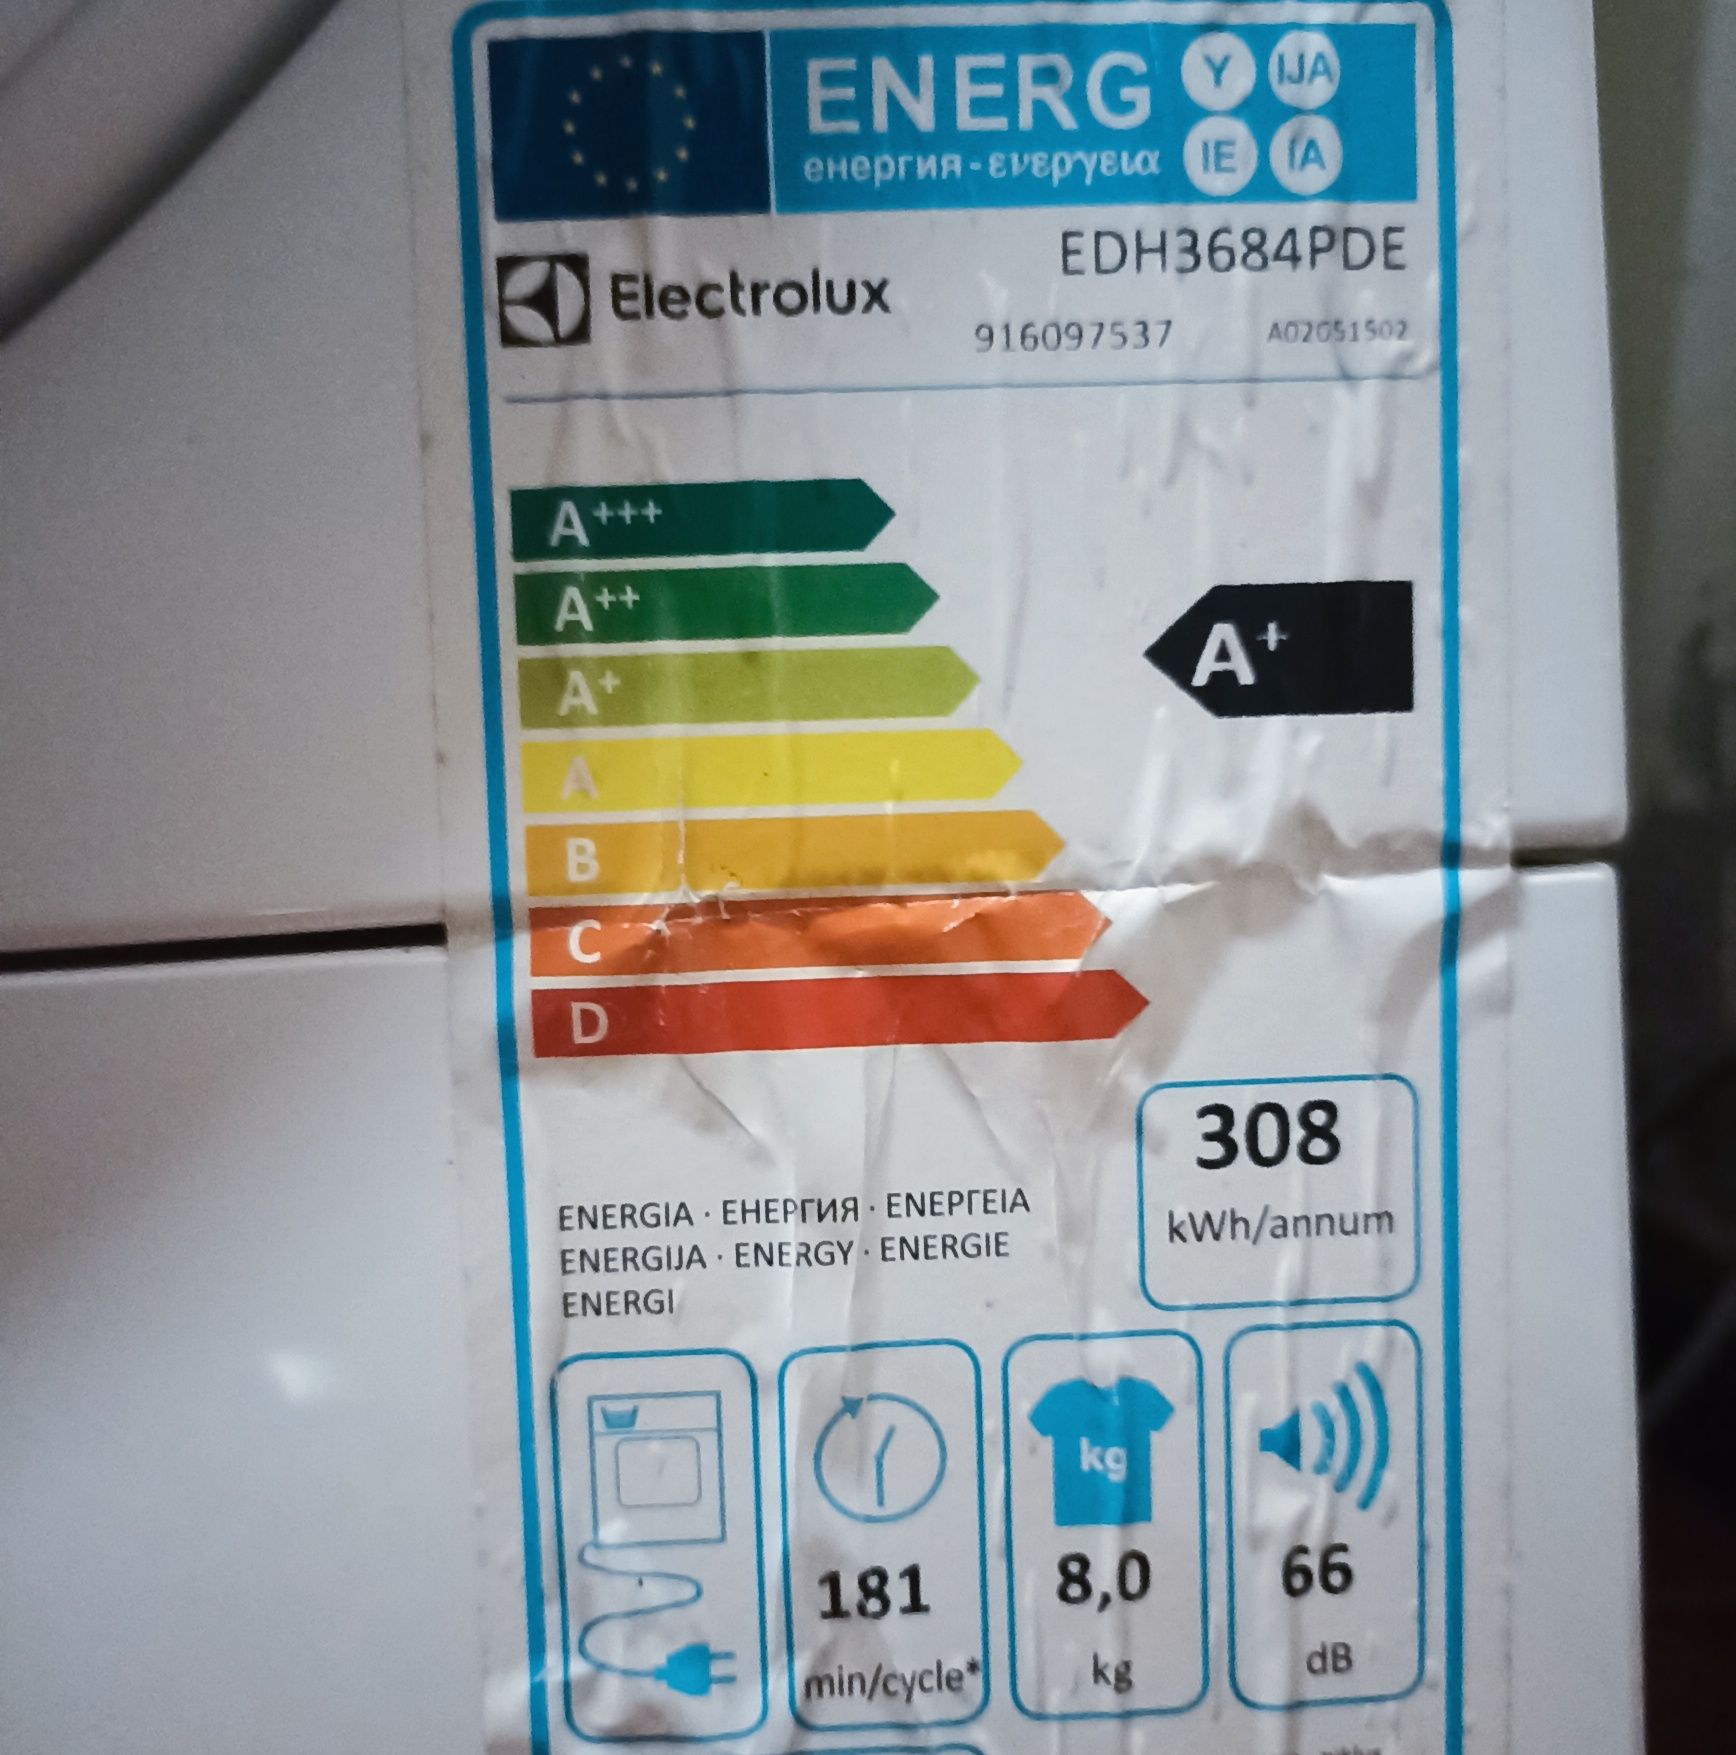 ENERG Y IJA
енергия - ενεργεια IE IA
EDH3684PDE
Electrolux
916097537 A02051502
A+++
A++
A+
A+
A
B
C
D
308
kWh/annum
ENERGIA · ЕНЕРГИЯ · ΕΝΕΡΓΕΙΑ
ENERGIJA · ENERGY · ENERGIE
ENERGI
kg
181
8,0
66
min/cycle*
kg
dB